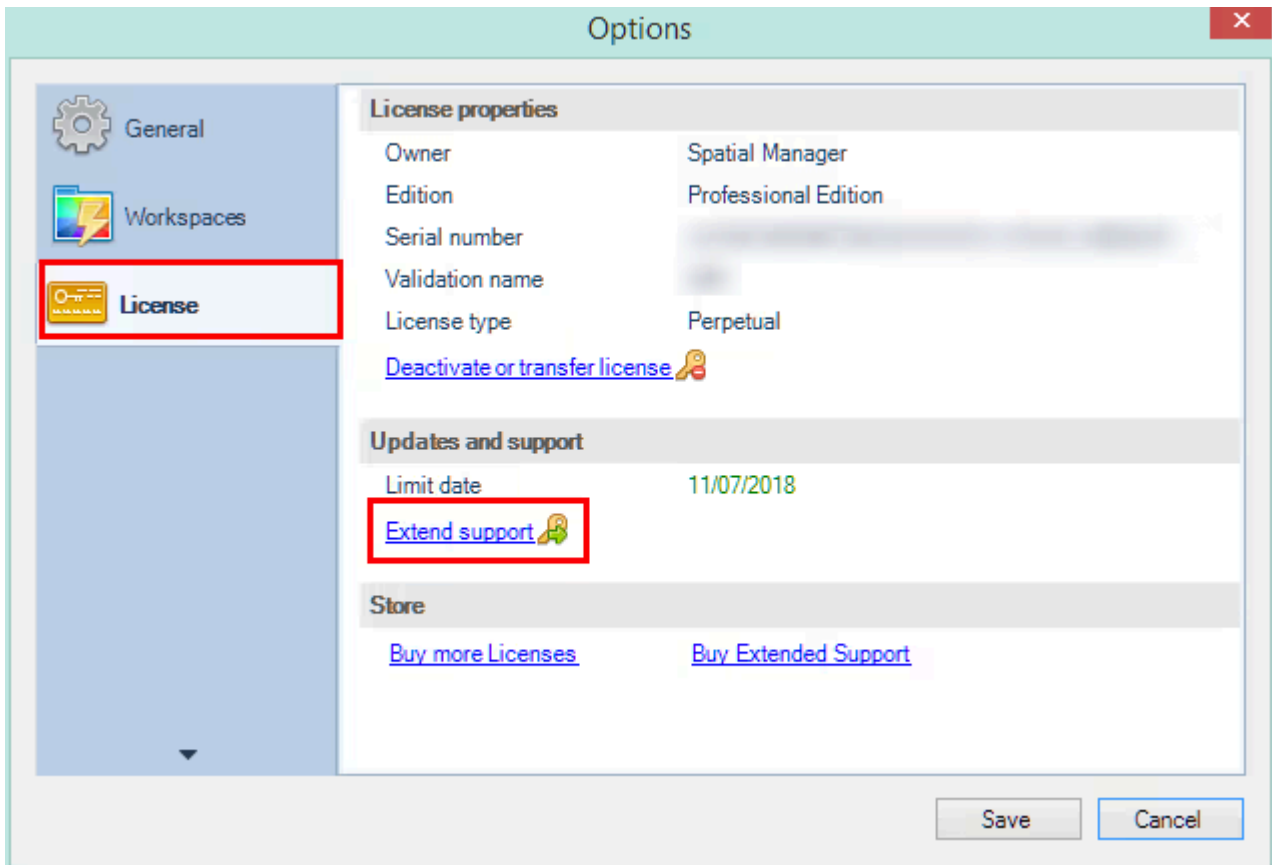 Options
General
Workspaces
License
License properties
Owner Spatial Manager
Edition Professional Edition
Serial number
Validation name
License type Perpetual
Deactivate or transfer license
Updates and support
Limit date 11/07/2018
Extend support
Store
Buy more Licenses Buy Extended Support
Save Cancel